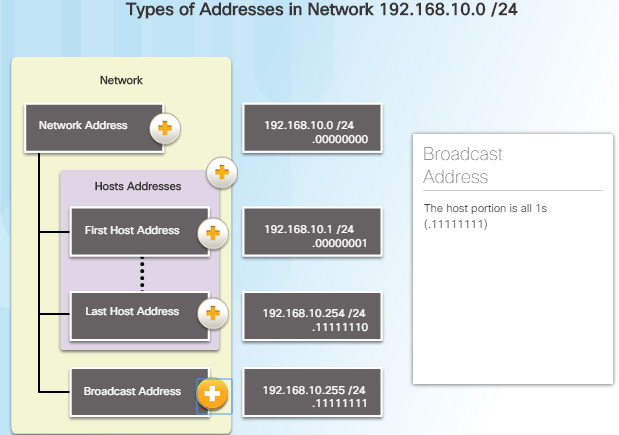 Types of Addresses in Network 192.168.10.0 /24
Network
Network Address
192.168.10.0 /24
.00000000
Hosts Addresses
First Host Address
192.168.10.1 /24
.00000001
Last Host Address
192.168.10.254 /24
.11111110
Broadcast Address
192.168.10.255 /24
.11111111
Broadcast
Address
The host portion is all 1s
(.11111111)